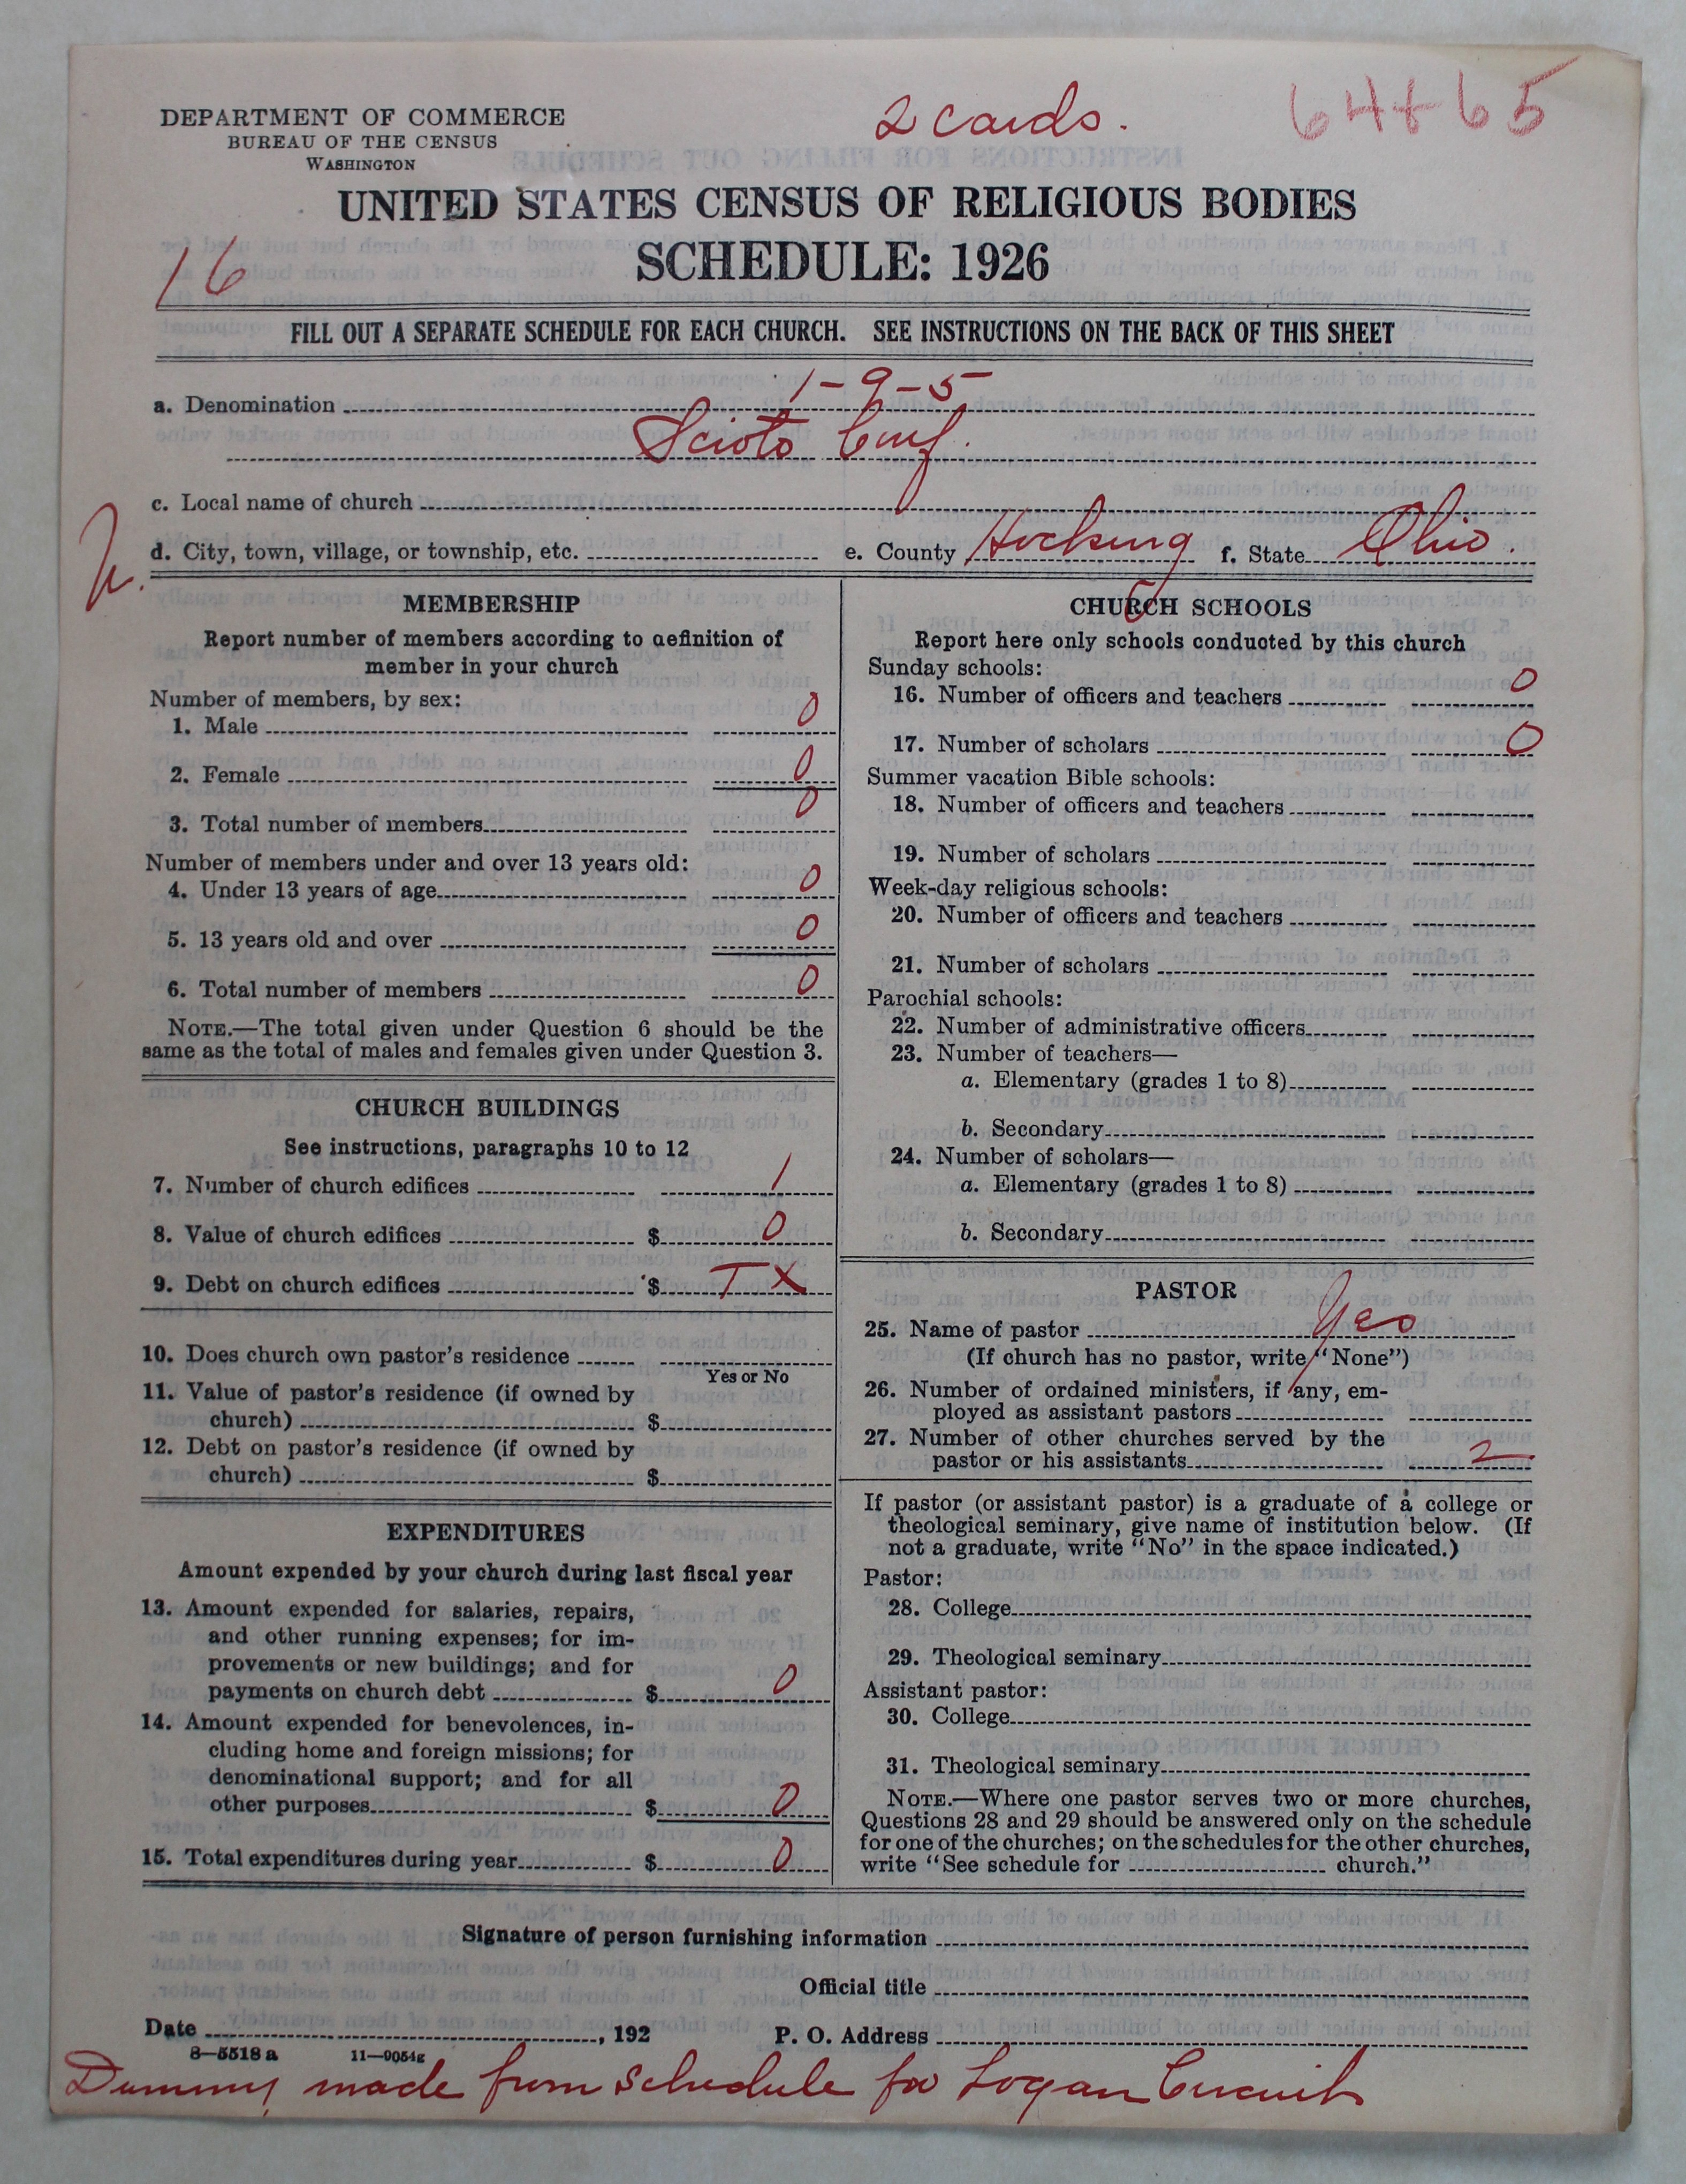 2 cards.
64+65
DEPARTMENT OF COMMERCE
BUREAU OF THE CENSUS
WASHINGTON
UNITED STATES CENSUS OF RELIGIOUS BODIES
SCHEDULE: 1926
16
FILL OUT A SEPARATE SCHEDULE FOR EACH CHURCH. SEE INSTRUCTIONS ON THE BACK OF THIS SHEET
a. Denomination 1-9-5
Scioto Conf.
c. Local name of church
d. City, town, village, or township, etc. e. County Hocking f. State Ohio.
MEMBERSHIP
Report number of members according to definition of
member in your church
Number of members, by sex:
1. Male 0
2. Female 0
3. Total number of members 0
Number of members under and over 13 years old:
4. Under 13 years of age 0
5. 13 years old and over 0
6. Total number of members 0
NOTE.—The total given under Question 6 should be the
same as the total of males and females given under Question 3.
CHURCH BUILDINGS
See instructions, paragraphs 10 to 12
7. Number of church edifices 1
8. Value of church edifices $ 0
9. Debt on church edifices $ T X
10. Does church own pastor's residence
Yes or No
11. Value of pastor's residence (if owned by
church) $
12. Debt on pastor's residence (if owned by
church) $
EXPENDITURES
Amount expended by your church during last fiscal year
13. Amount expended for salaries, repairs,
and other running expenses; for im-
provements or new buildings; and for
payments on church debt $ 0
14. Amount expended for benevolences, in-
cluding home and foreign missions; for
denominational support; and for all
other purposes $ 0
15. Total expenditures during year $ 0
CHURCH SCHOOLS
Report here only schools conducted by this church
Sunday schools:
16. Number of officers and teachers 0
17. Number of scholars 0
Summer vacation Bible schools:
18. Number of officers and teachers
19. Number of scholars
Week-day religious schools:
20. Number of officers and teachers
21. Number of scholars
Parochial schools:
22. Number of administrative officers
23. Number of teachers—
a. Elementary (grades 1 to 8)
b. Secondary
24. Number of scholars—
a. Elementary (grades 1 to 8)
b. Secondary
PASTOR
25. Name of pastor Yes
(If church has no pastor, write "None")
26. Number of ordained ministers, if any, em-
ployed as assistant pastors
27. Number of other churches served by the
pastor or his assistants 2
If pastor (or assistant pastor) is a graduate of a college or
theological seminary, give name of institution below. (If
not a graduate, write "No" in the space indicated.)
Pastor:
28. College
29. Theological seminary
Assistant pastor:
30. College
31. Theological seminary
NOTE.—Where one pastor serves two or more churches,
Questions 28 and 29 should be answered only on the schedule
for one of the churches; on the schedules for the other churches,
write "See schedule for church."
Signature of person furnishing information
Official title
Date , 192 P. O. Address
8—5518 a 11—9054g
Dummy made from schedule for Logan Circuit